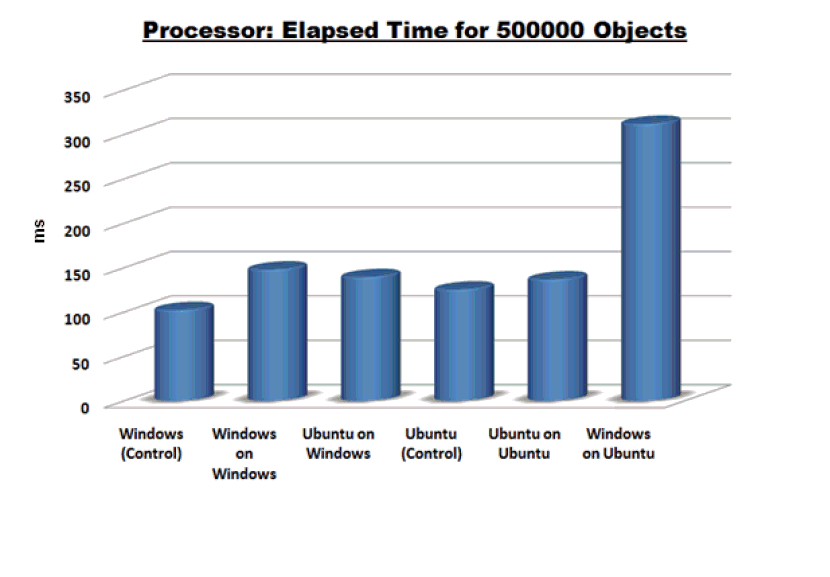 Processor: Elapsed Time for 500000 Objects
350
300
250
200
150
100
50
0
ms
Windows
(Control)
Windows
on
Windows
Ubuntu on
Windows
Ubuntu
(Control)
Ubuntu on
Ubuntu
Windows
on Ubuntu